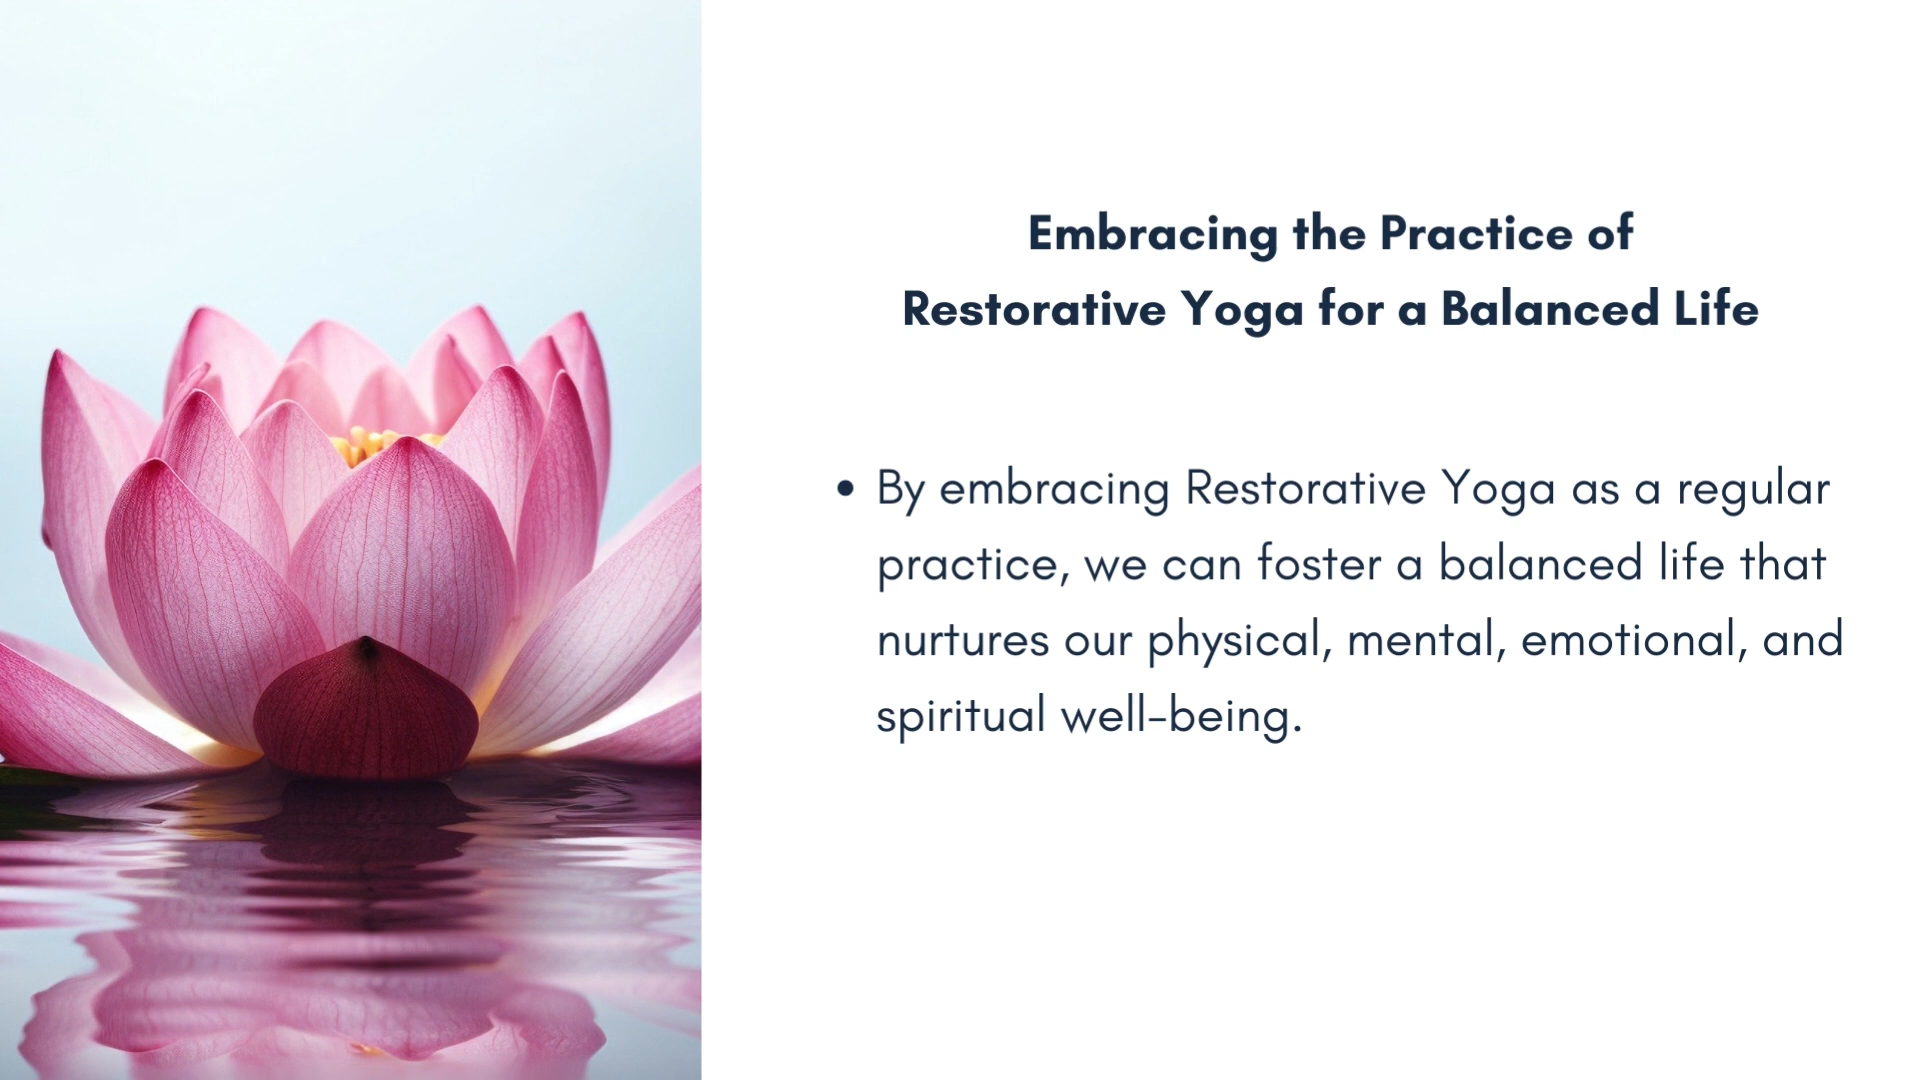 Embracing the Practice of
Restorative Yoga for a Balanced Life
• By embracing Restorative Yoga as a regular
practice, we can foster a balanced life that
nurtures our physical, mental, emotional, and
spiritual well-being.